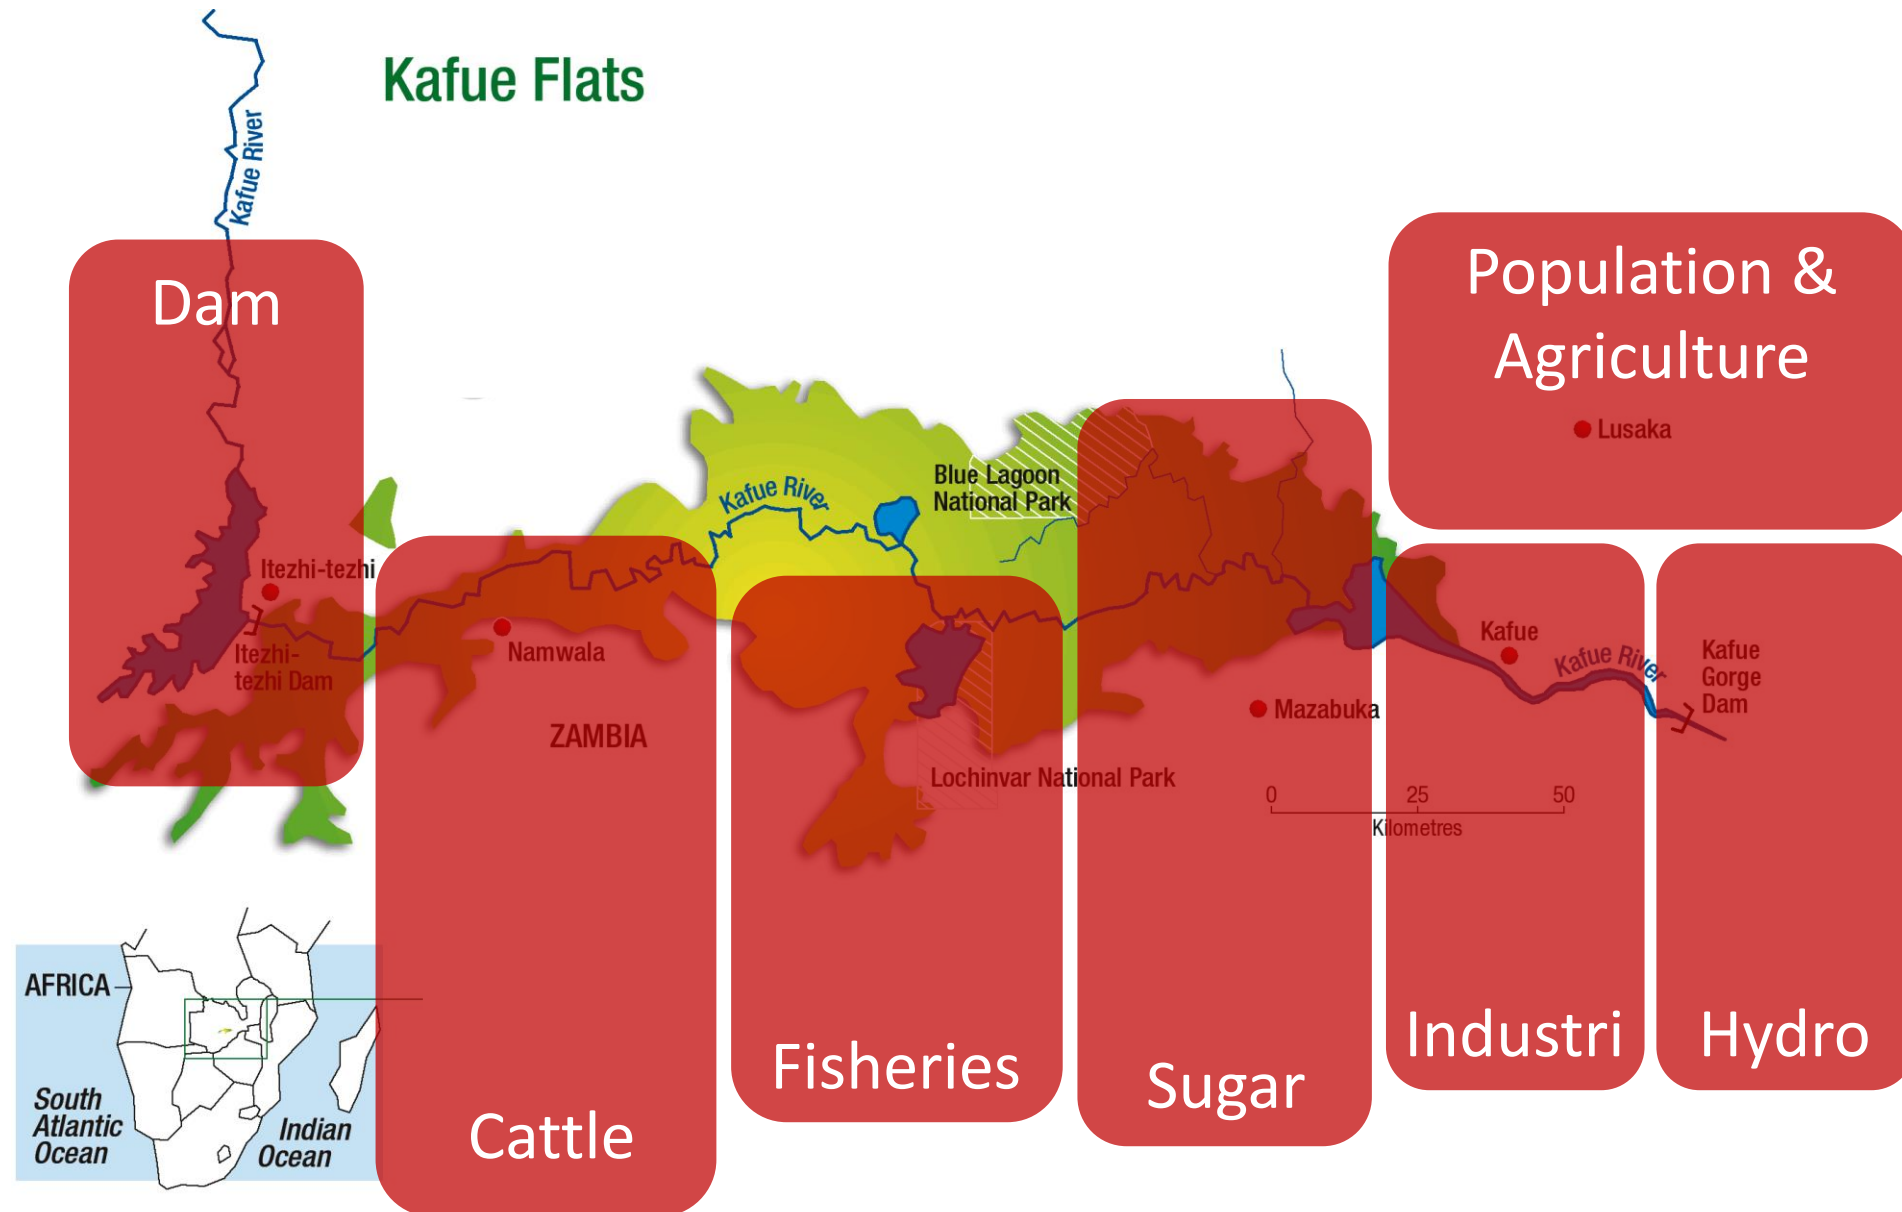 Kafue Flats
Kafue River
Dam
Population &
Agriculture
Lusaka
Blue Lagoon
National Park
Kafue River
Itezhi-tezhi
Itezhi-
tezhi Dam
Namwala
ZAMBIA
Lochinvar National Park
Mazabuka
Kafue
Kafue River
Kafue
Gorge
Dam
0 25 50
Kilometres
AFRICA
South
Atlantic
Ocean
Indian
Ocean
Cattle
Fisheries
Sugar
Industri
Hydro